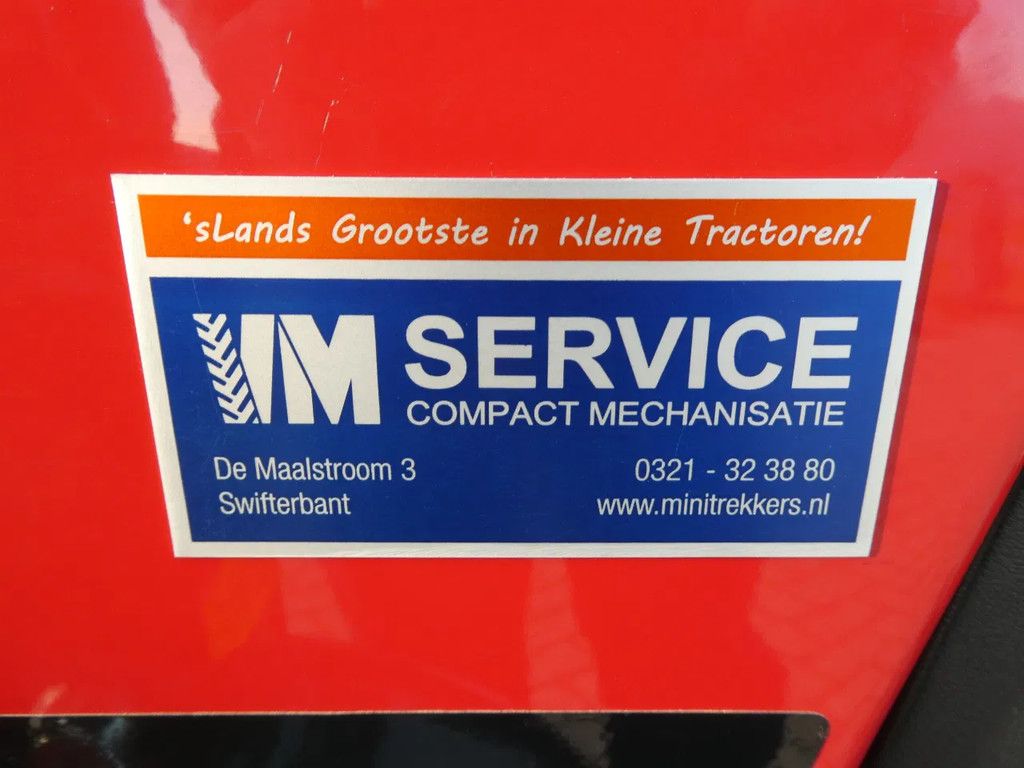 'sLands Grootste in Kleine Tractoren!
VM SERVICE
COMPACT MECHANISATIE
De Maalstroom 3 0321 - 32 38 80
Swifterbant www.minitrekkers.nl